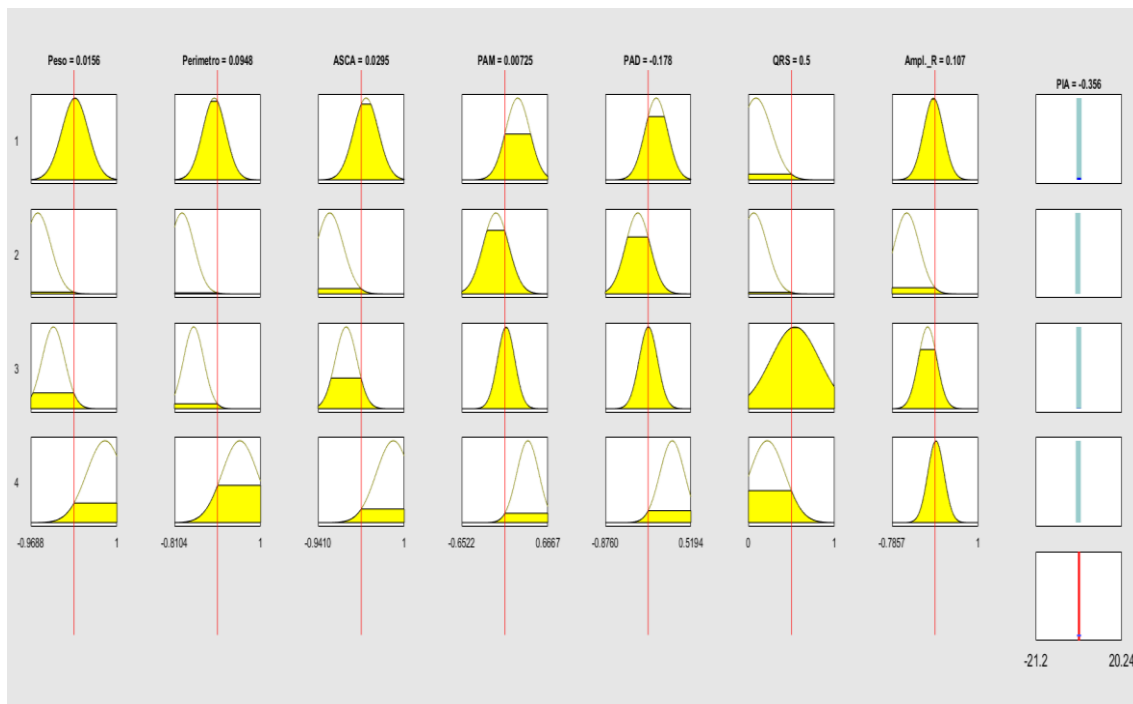 Peso = 0.0156 Perimetro = 0.0948 ASCA = 0.0295 PAM = 0.00725 PAD = -0.178 QRS = 0.5 Ampl._R = 0.107
PIA = -0.356
1
2
3
4
-0.9688 1 -0.8104 1 -0.9410 1 -0.6522 0.6667 -0.8760 0.5194 0 1 -0.7857 1
-21.2 20.24